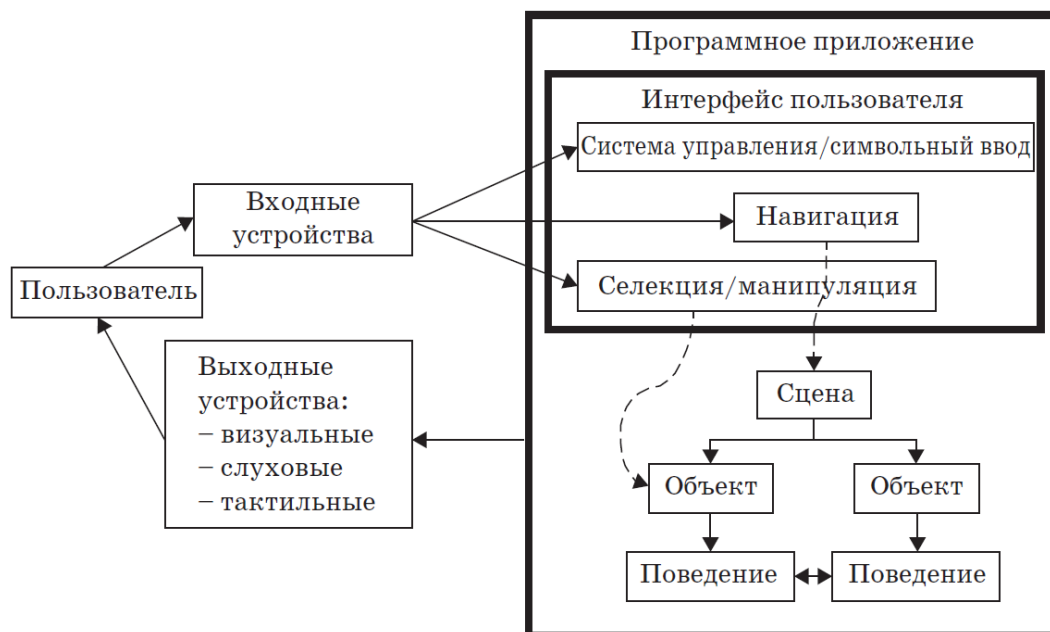 Программное приложение
Интерфейс пользователя
Система управления/символьный ввод
Входные
устройства
Навигация
Пользователь
Селекция/манипуляция
Выходные
устройства:
– визуальные
– слуховые
– тактильные
Сцена
Объект
Объект
Поведение
Поведение